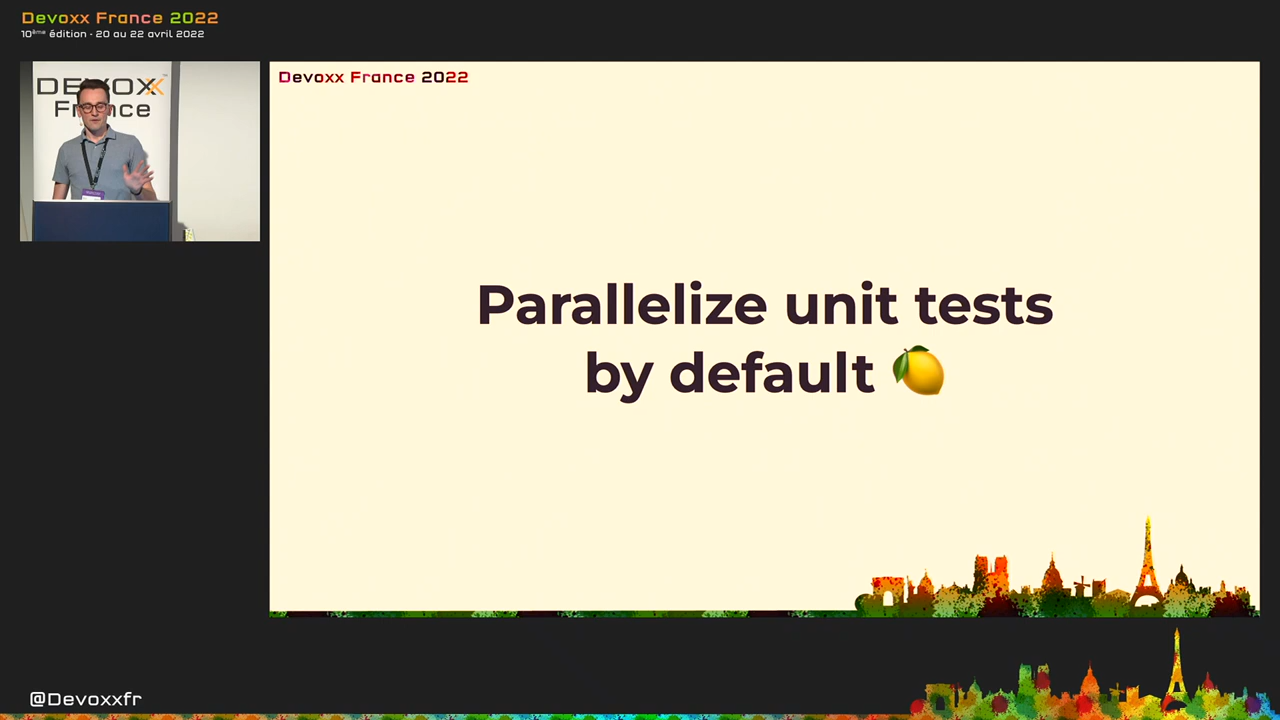 Devoxx France 2022
10ème édition - 20 au 22 avril 2022
DEVOXX
France
Devoxx France 2022
Parallelize unit tests
by default
@Devoxxfr